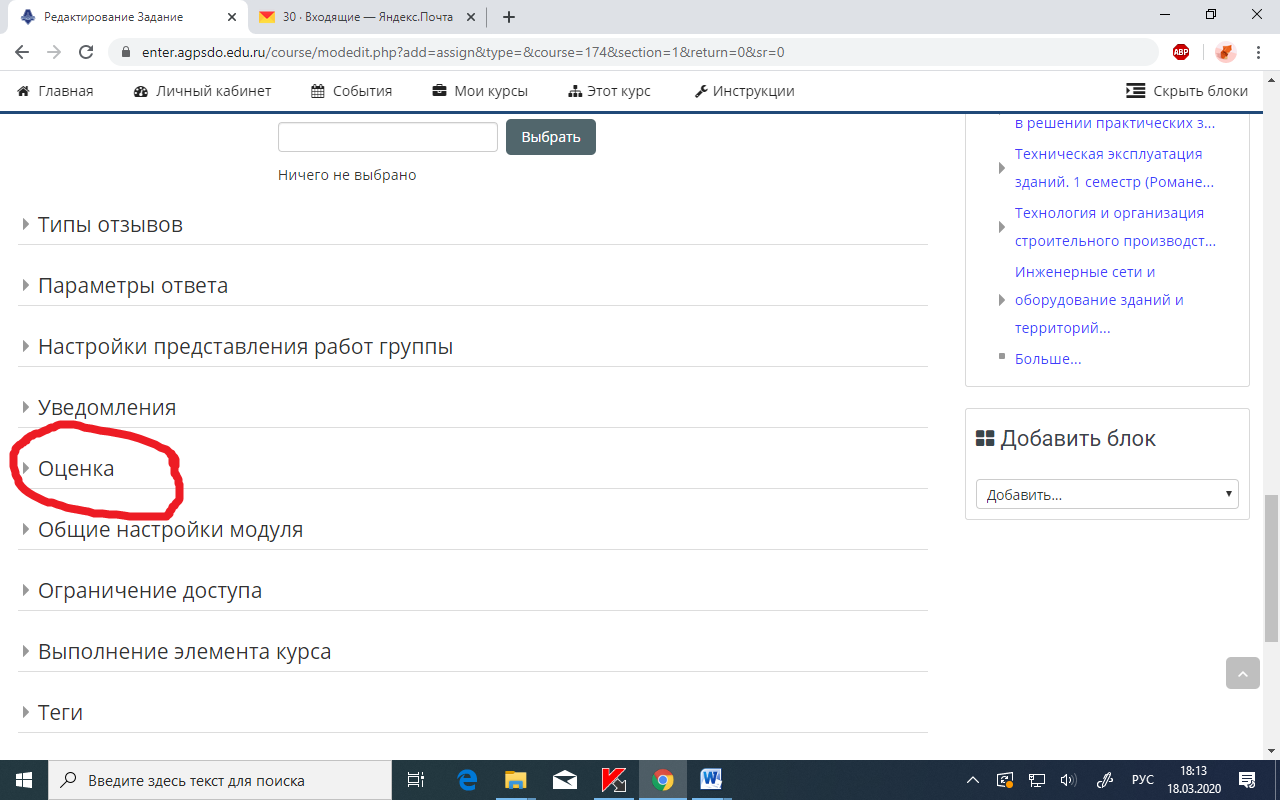 Редактирование Задание
30 · Входящие — Яндекс.Почта
enter.agpsdo.edu.ru/course/modedit.php?add=assign&type=&course=174&section=1&return=0&sr=0
ABP
Главная
Личный кабинет
События
Мои курсы
Этот курс
Инструкции
Скрыть блоки
Выбрать
Ничего не выбрано
Типы отзывов
Параметры ответа
Настройки представления работ группы
Уведомления
Оценка
Общие настройки модуля
Ограничение доступа
Выполнение элемента курса
Теги
в решении практических з...
Техническая эксплуатация
зданий. 1 семестр (Романе...
Технология и организация
строительного производст...
Инженерные сети и
оборудование зданий и
территорий...
Больше...
Добавить блок
Добавить...
Введите здесь текст для поиска
РУС
18:13
18.03.2020